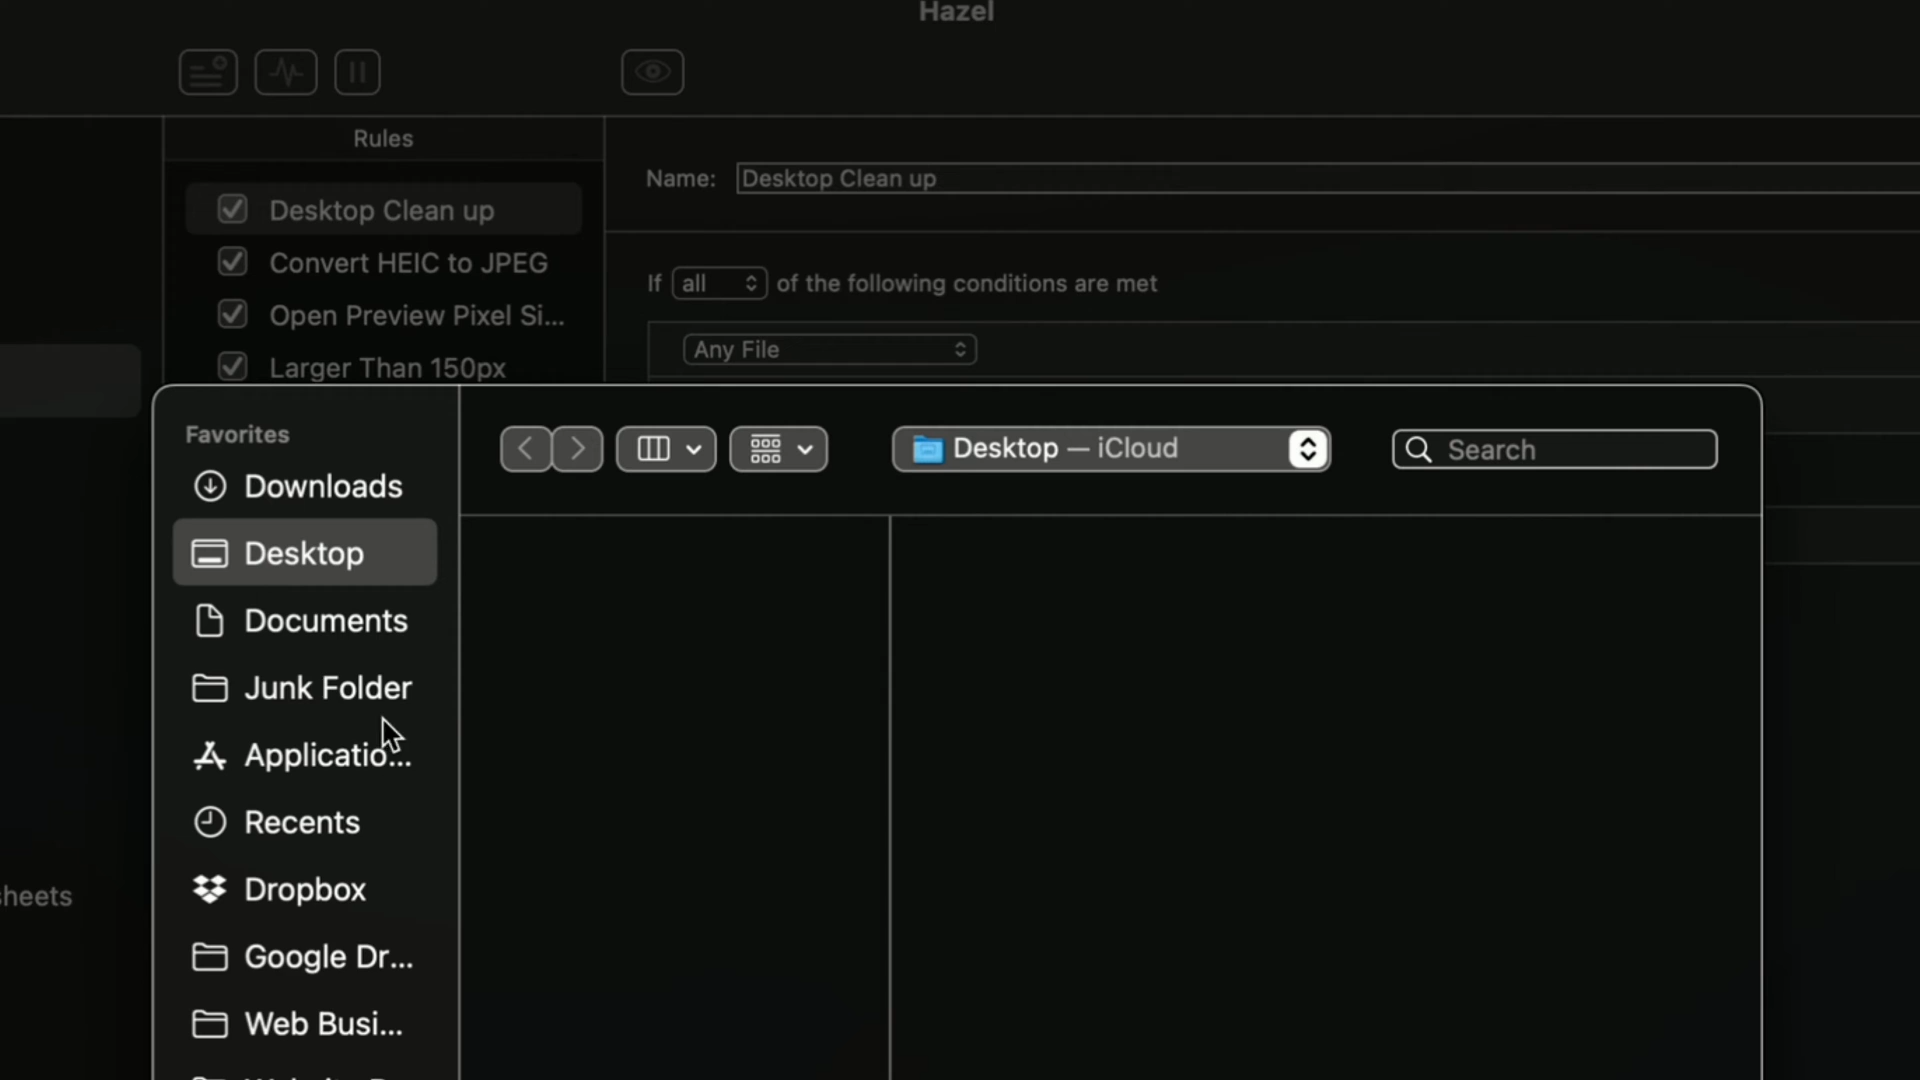 Hazel
Rules
Name: Desktop Clean up
Desktop Clean up
Convert HEIC to JPEG
Open Preview Pixel Si...
Larger Than 150px
If all of the following conditions are met
Any File
Favorites
Downloads
Desktop
Documents
Junk Folder
Applicatio...
Recents
Dropbox
Google Dr...
Web Busi...
Desktop — iCloud
Search
sheets